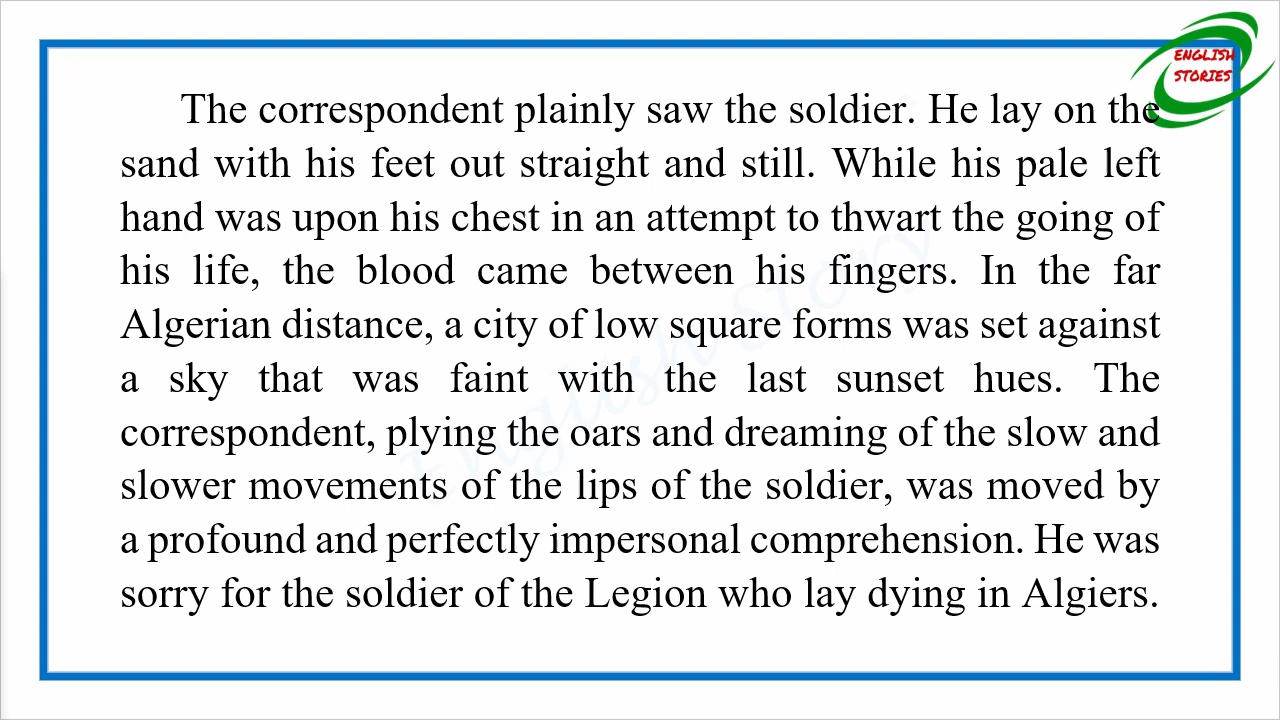 ENGLISH
STORIES
The correspondent plainly saw the soldier. He lay on the
sand with his feet out straight and still. While his pale left
hand was upon his chest in an attempt to thwart the going of
his life, the blood came between his fingers. In the far
Algerian distance, a city of low square forms was set against
a sky that was faint with the last sunset hues. The
correspondent, plying the oars and dreaming of the slow and
slower movements of the lips of the soldier, was moved by
a profound and perfectly impersonal comprehension. He was
sorry for the soldier of the Legion who lay dying in Algiers.
English Story